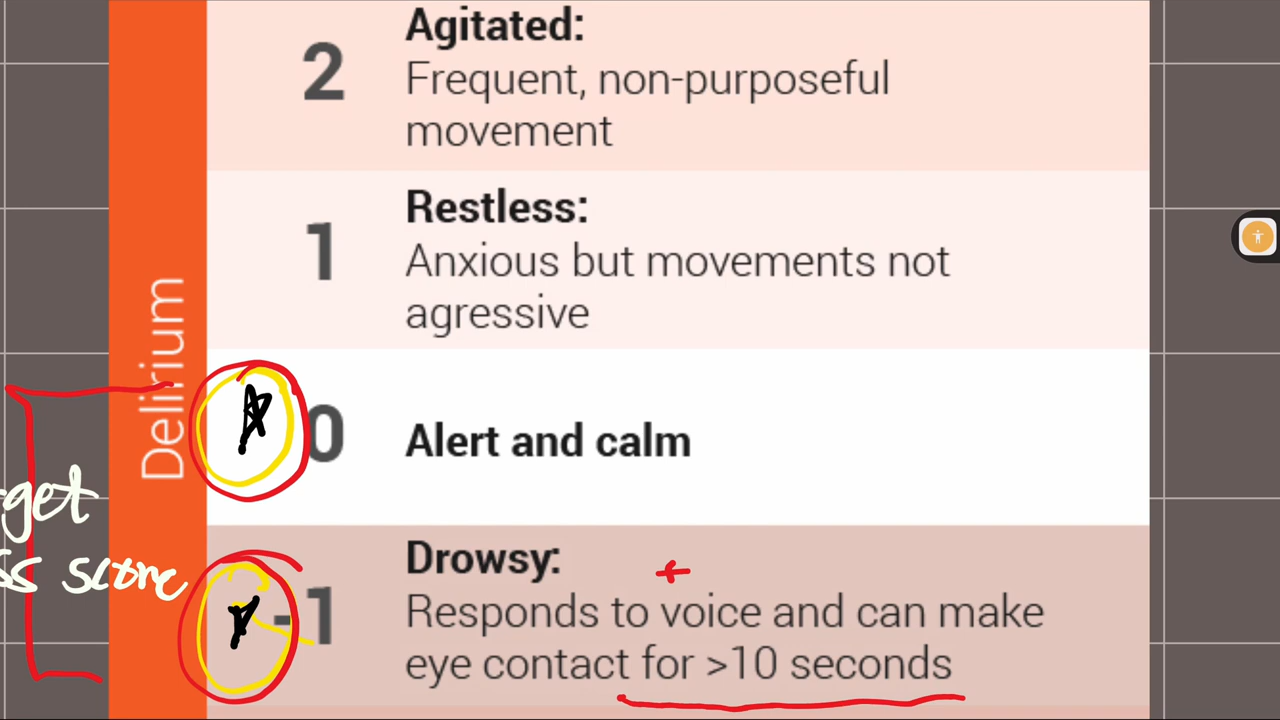 2
Agitated:
Frequent, non-purposeful
movement
1
Restless:
Anxious but movements not
agressive
Delirium
0
Alert and calm
get
score
-1
Drowsy:
Responds to voice and can make
eye contact for >10 seconds